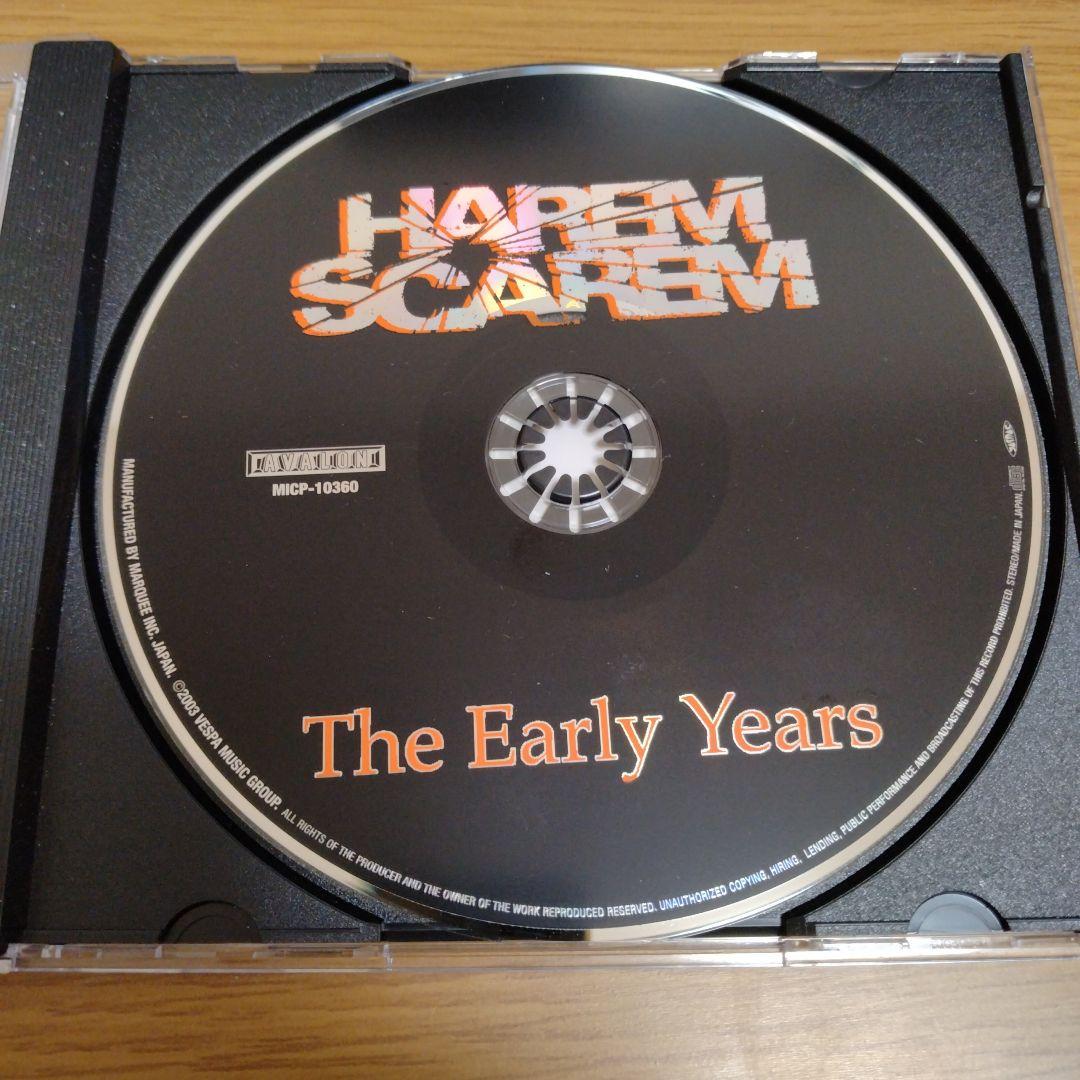 HAREM
SCAREM
AVALON
MICP-10360
The Early Years
MANUFACTURED BY MARQUEE INC. JAPAN. ©2003 VESPA MUSIC GROUP. ALL RIGHTS OF THE PRODUCER AND THE OWNER OF THE WORK REPRODUCED RESERVED. UNAUTHORIZED COPYING, HIRING, LENDING, PUBLIC PERFORMANCE AND BROADCASTING OF THIS RECORD PROHIBITED. STEREO/MADE IN JAPAN.